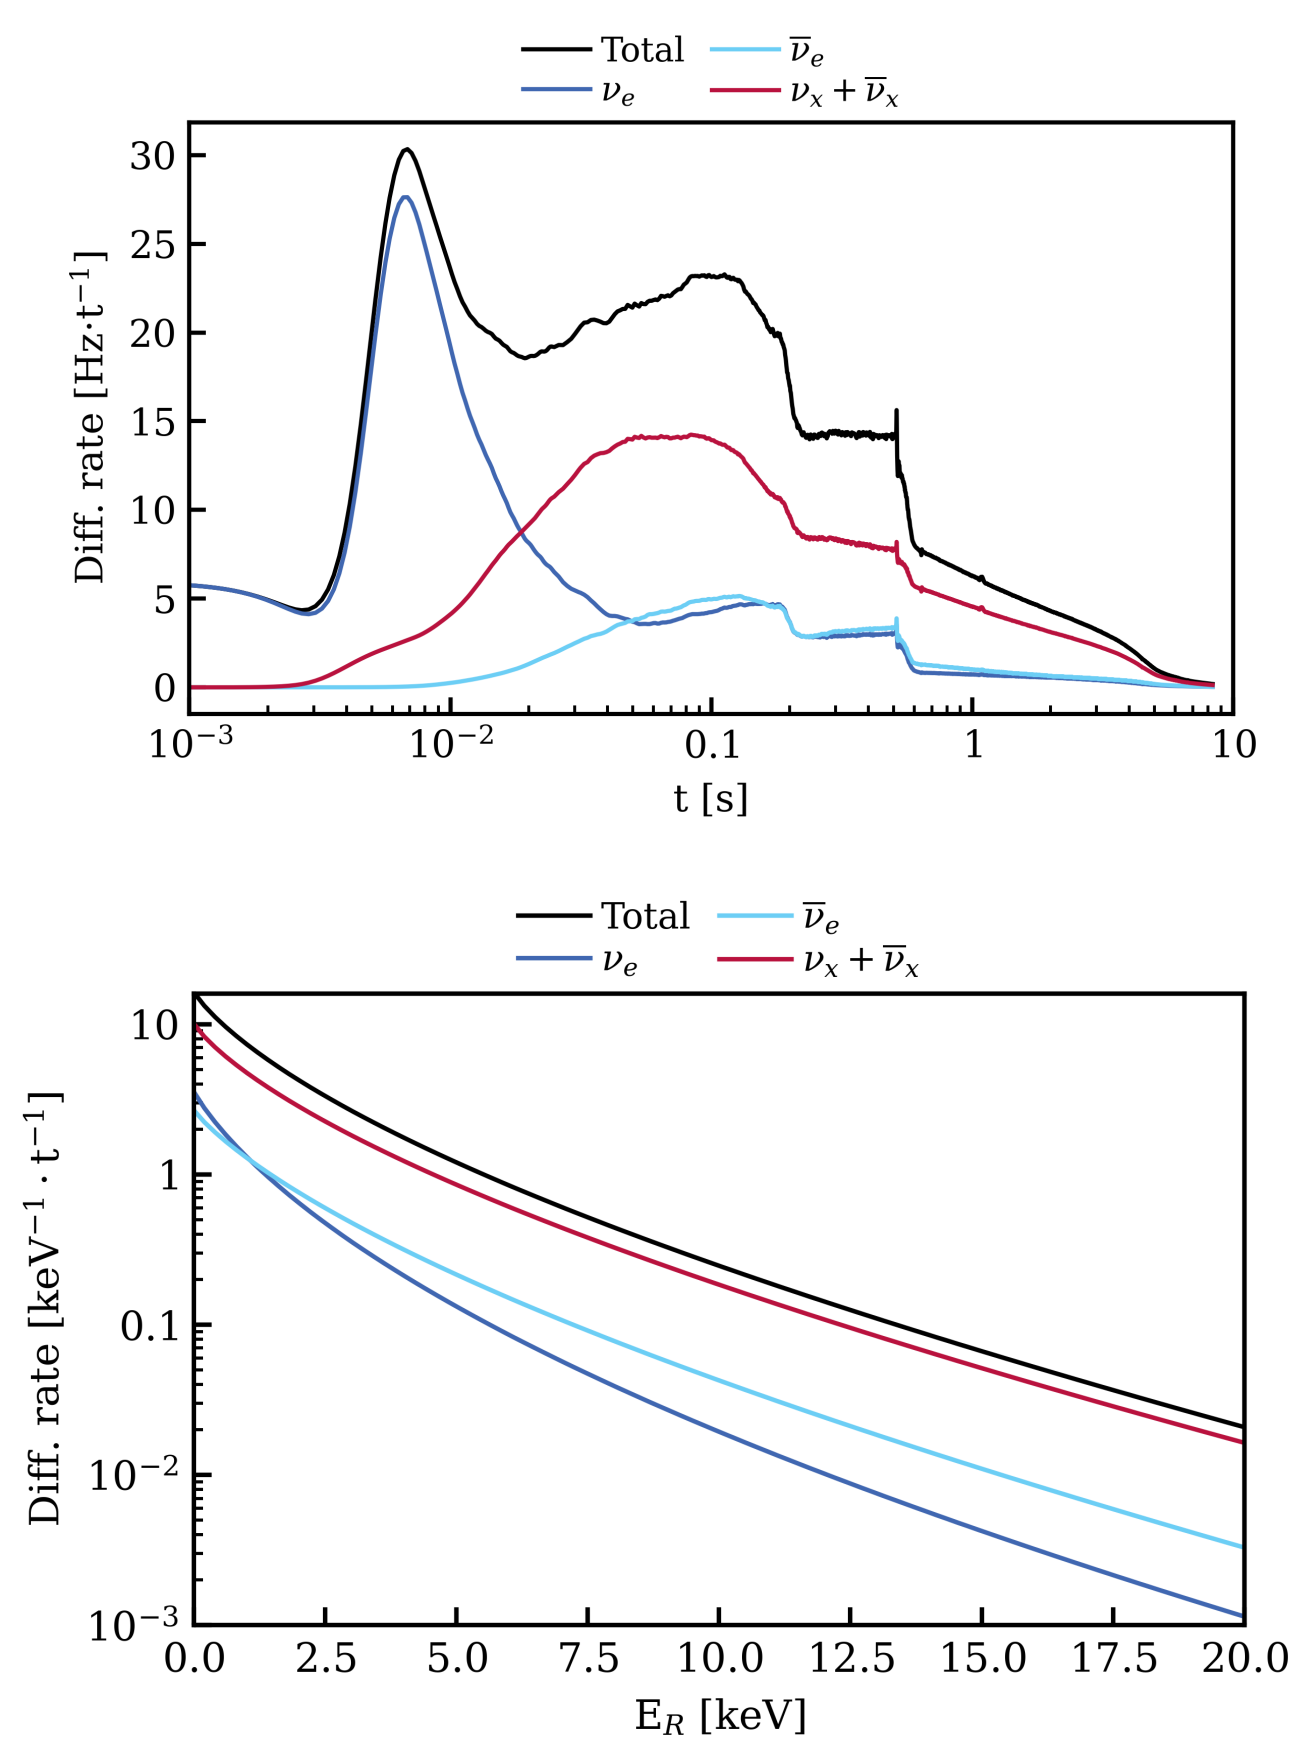 Total ν̅ₑ
νₑ νₓ + ν̅ₓ
Diff. rate [Hz·t⁻¹]
30
25
20
15
10
5
0
10⁻³ 10⁻² 0.1 1 10
t [s]
Total ν̅ₑ
νₑ νₓ + ν̅ₓ
Diff. rate [keV⁻¹ · t⁻¹]
10
1
0.1
10⁻²
10⁻³
0.0 2.5 5.0 7.5 10.0 12.5 15.0 17.5 20.0
E_R [keV]